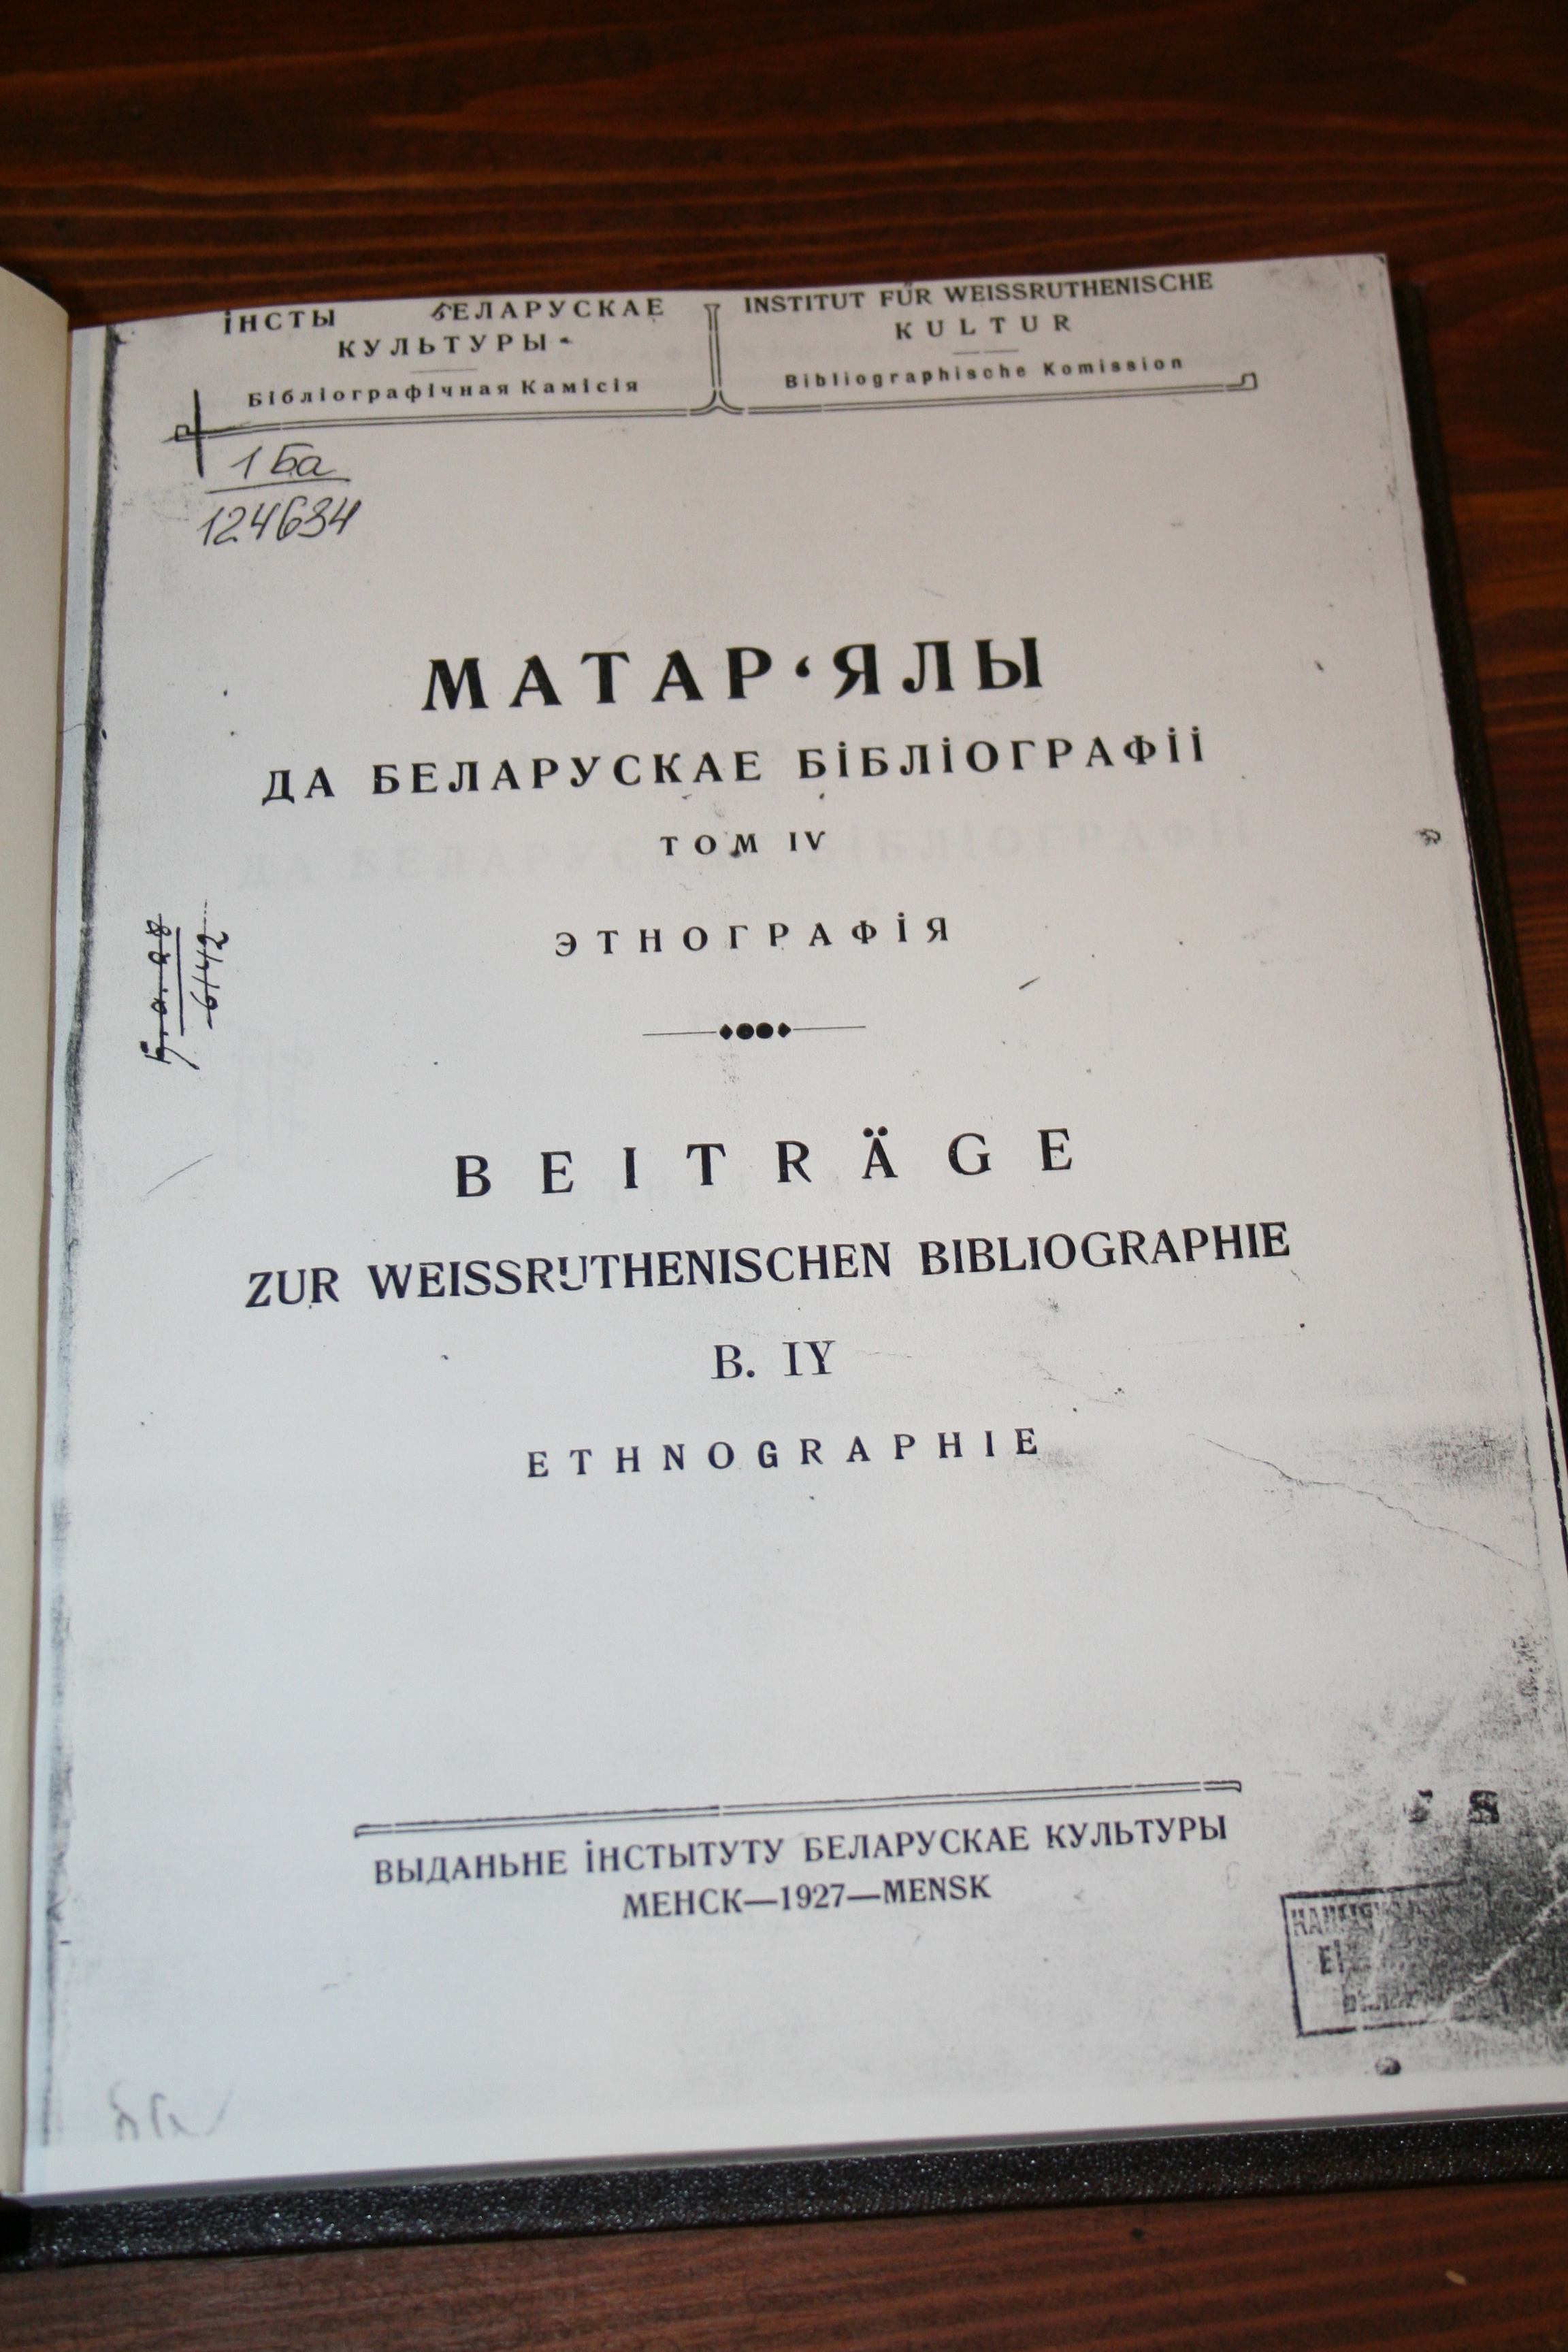 ІНСТЫ БЕЛАРУСКАЕ
КУЛЬТУРЫ
Бібліографічная Камісія
INSTITUT FÜR WEISSRUTHENISCHE
KULTUR
Bibliographische Komission
1 Ба
124634
МАТАР‘ЯЛЫ
ДА БЕЛАРУСКАЕ БІБЛІОГРАФІІ
ТОМ IV
ЭТНОГРАФІЯ
BEITRÄGE
ZUR WEISSRUTHENISCHEN BIBLIOGRAPHIE
B. IY
ETHNOGRAPHIE
ВЫДАНЬНЕ ІНСТЫТУТУ БЕЛАРУСКАЕ КУЛЬТУРЫ
МЕНСК—1927—MENSK